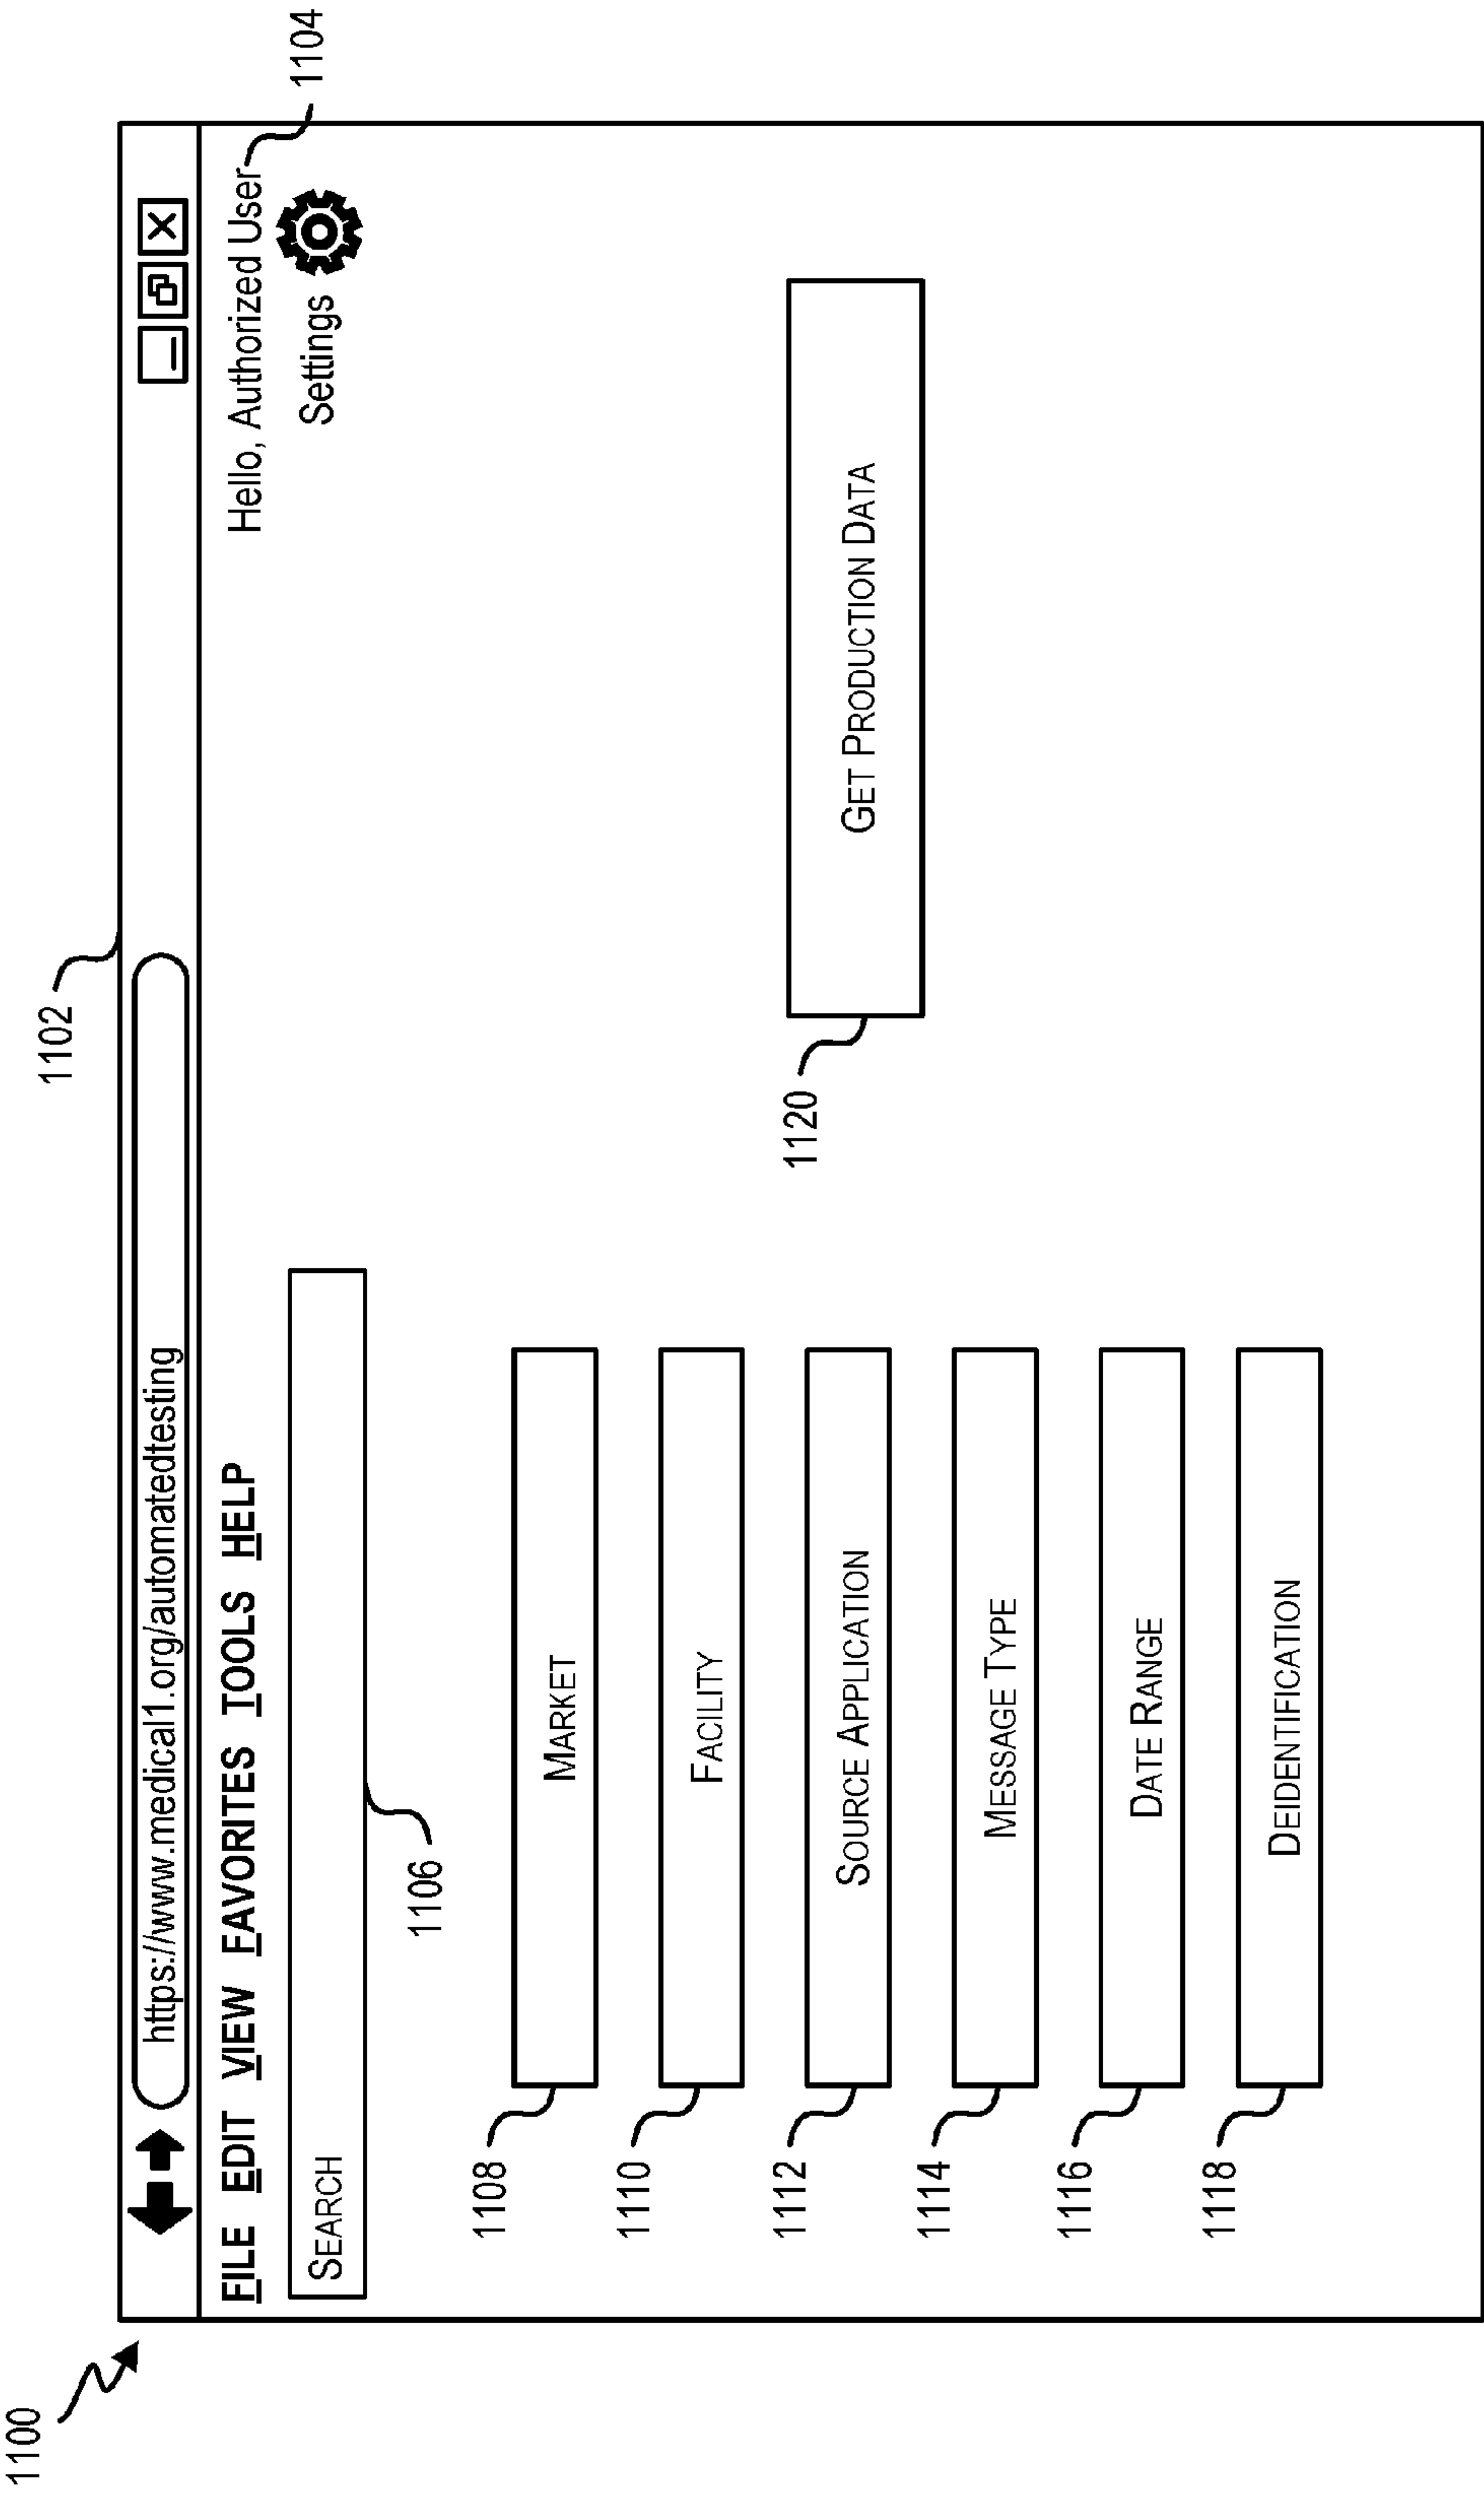 1100
1102
https://www.medical1.org/automatedtesting
FILE EDIT VIEW FAVORITES TOOLS HELP
Hello, Authorized User
1104
SEARCH
Settings
1106
1108
MARKET
1110
FACILITY
1112
SOURCE APPLICATION
1114
MESSAGE TYPE
1116
DATE RANGE
1118
DEIDENTIFICATION
1120
GET PRODUCTION DATA